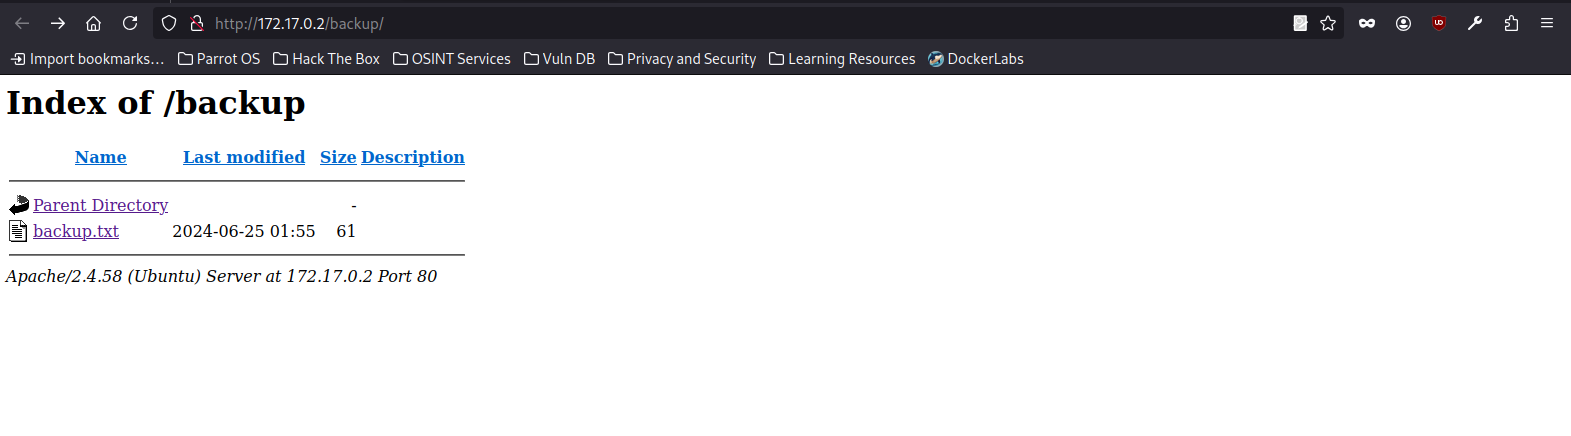 http://172.17.0.2/backup/
Import bookmarks... Parrot OS Hack The Box OSINT Services Vuln DB Privacy and Security Learning Resources DockerLabs
Index of /backup
Name Last modified Size Description
Parent Directory -
backup.txt 2024-06-25 01:55 61
Apache/2.4.58 (Ubuntu) Server at 172.17.0.2 Port 80